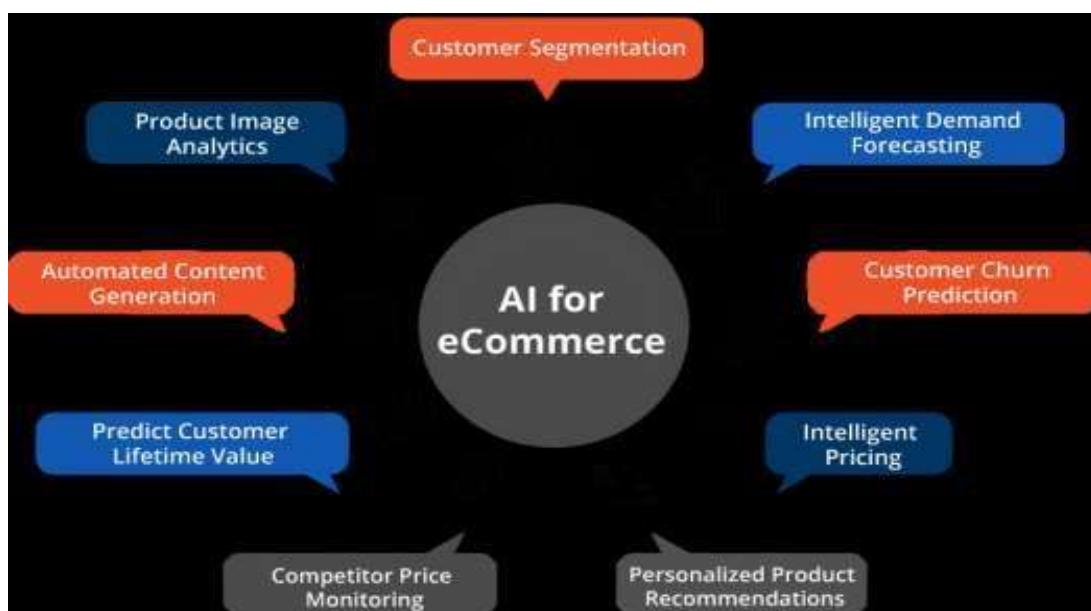 Customer Segmentation
Product Image
Analytics
Intelligent Demand
Forecasting
Automated Content
Generation
AI for
eCommerce
Customer Churn
Prediction
Predict Customer
Lifetime Value
Intelligent
Pricing
Competitor Price
Monitoring
Personalized Product
Recommendations